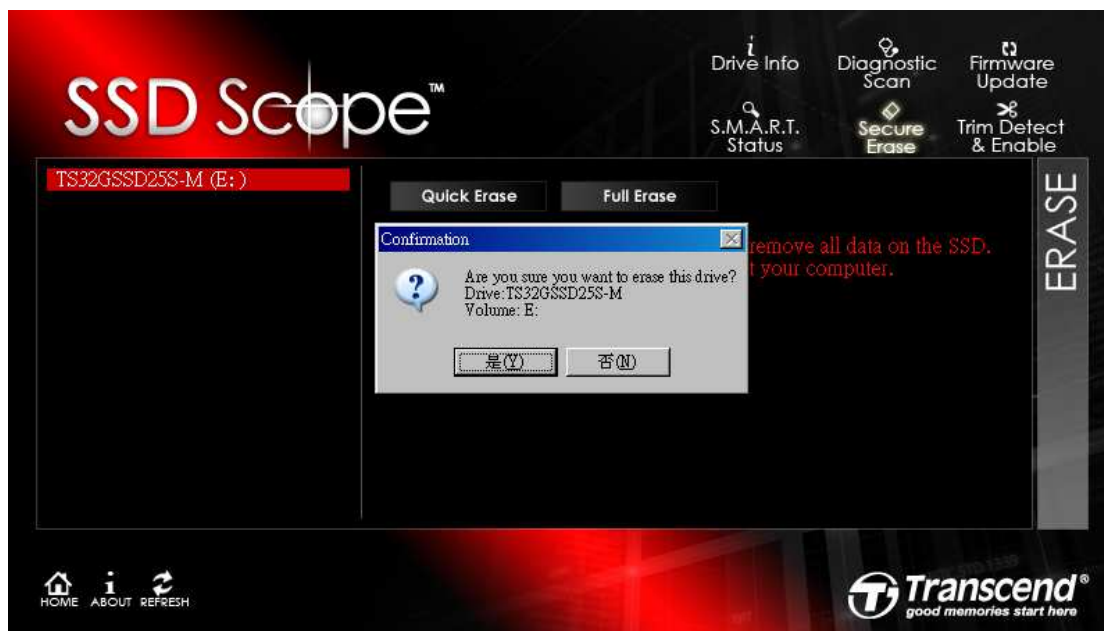 SSD Scope™
Drive Info
Diagnostic
Scan
Firmware
Update
S.M.A.R.T.
Status
Secure
Erase
Trim Detect
& Enable
TS32GSSD25S-M (E:)
Quick Erase
Full Erase
ERASE
Confirmation
remove all data on the SSD.
your computer.
Are you sure you want to erase this drive?
Drive:TS32GSSD25S-M
Volume: E:
是(Y)
否(N)
HOME
ABOUT
REFRESH
Transcend®
good memories start here